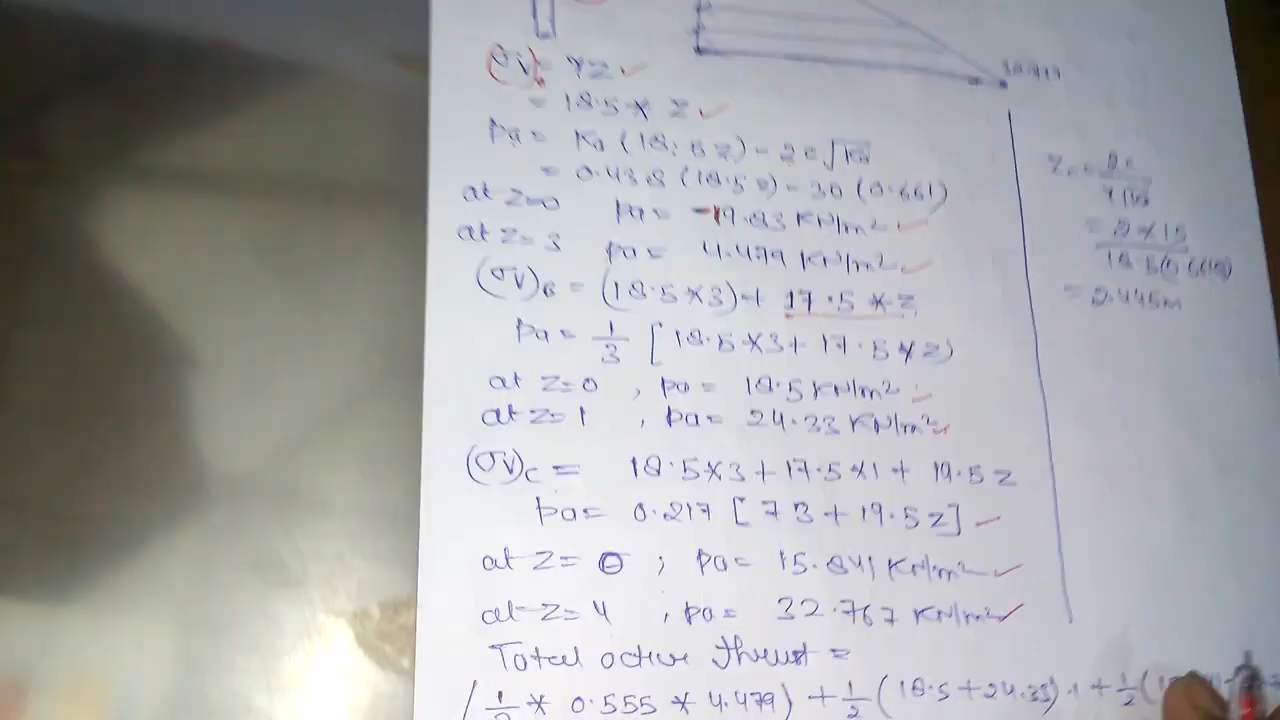 (σv) = γz
= 18.5 * z
Pa = Ka (18.5z) - 2c√Ka
= 0.438 (18.5 z) - 30 (0.661)
at z=0 pa = -19.83 KN/m²
at z=3 pa = 4.479 KN/m²
(σv)B = (18.5*3) + 17.5 * z
Pa = 1/3 [18.5*3 + 17.5*z)
at z=0 , pa = 18.5 KN/m²
at z=1 , pa = 24.33 KN/m²
(σv)c = 18.5*3 + 17.5*1 + 19.5z
Pa = 0.217 [73 + 19.5z]
at z=0 ; pa = 15.841 KN/m²
at z=4 , pa = 32.767 KN/m²
Total active thrust =
(1/2 * 0.555 * 4.479) + 1/2 (18.5 + 24.33).1 + 1/2
= 2*15
= 2.445m